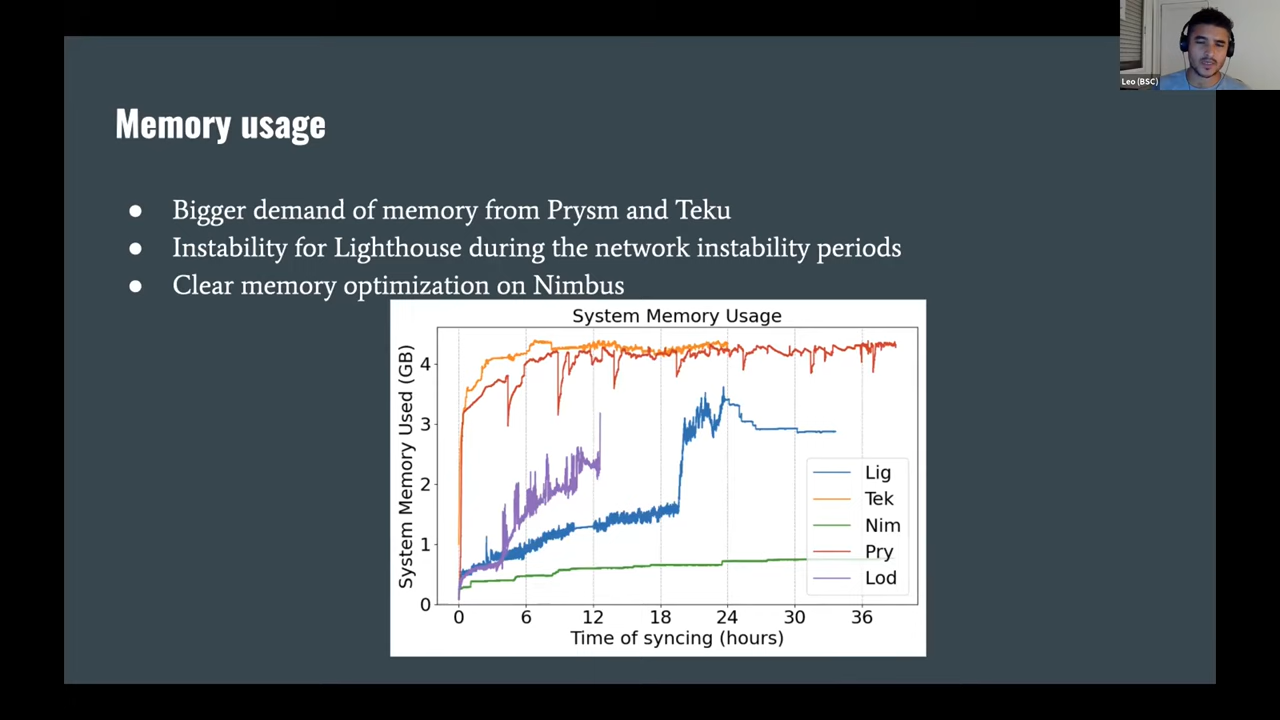 Leo (BSC)
Memory usage
● Bigger demand of memory from Prysm and Teku
● Instability for Lighthouse during the network instability periods
● Clear memory optimization on Nimbus
System Memory Usage
System Memory Used (GB)
4
3
2
1
0
0 6 12 18 24 30 36
Time of syncing (hours)
Lig
Tek
Nim
Pry
Lod